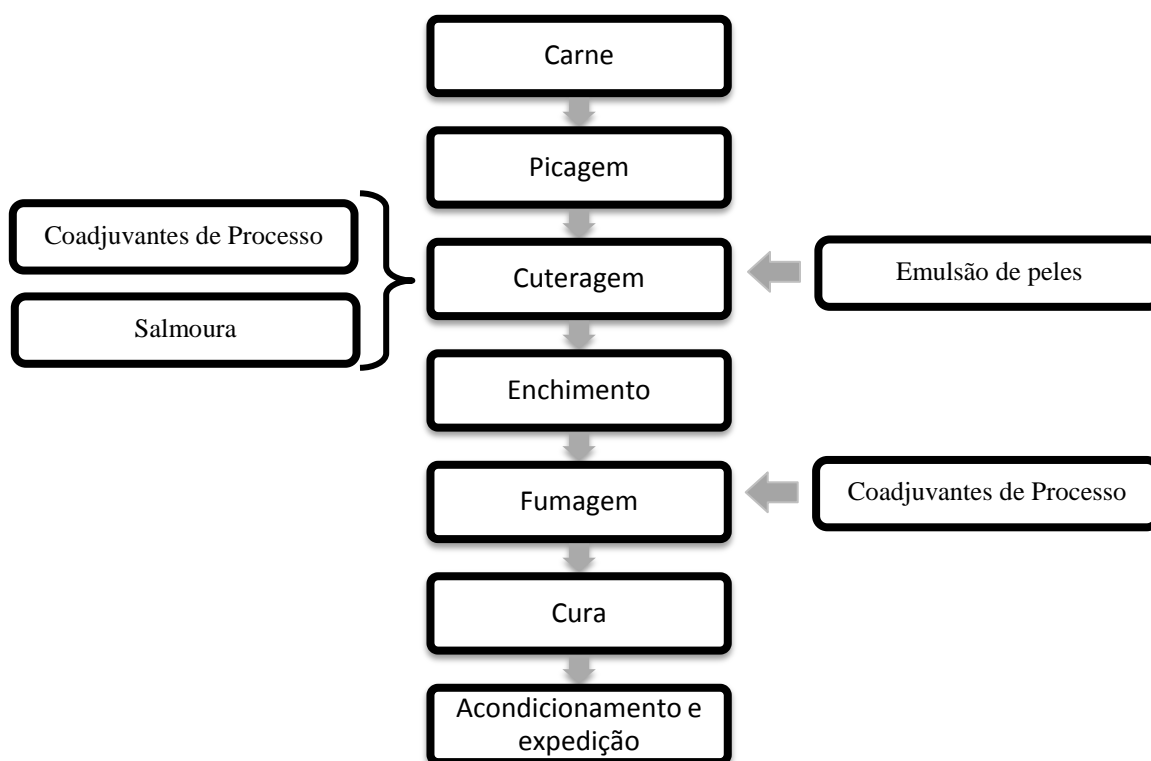 Carne
Picagem
Coadjuvantes de Processo
Salmoura
Cuteragem
Emulsão de peles
Enchimento
Fumagem
Coadjuvantes de Processo
Cura
Acondicionamento e
expedição